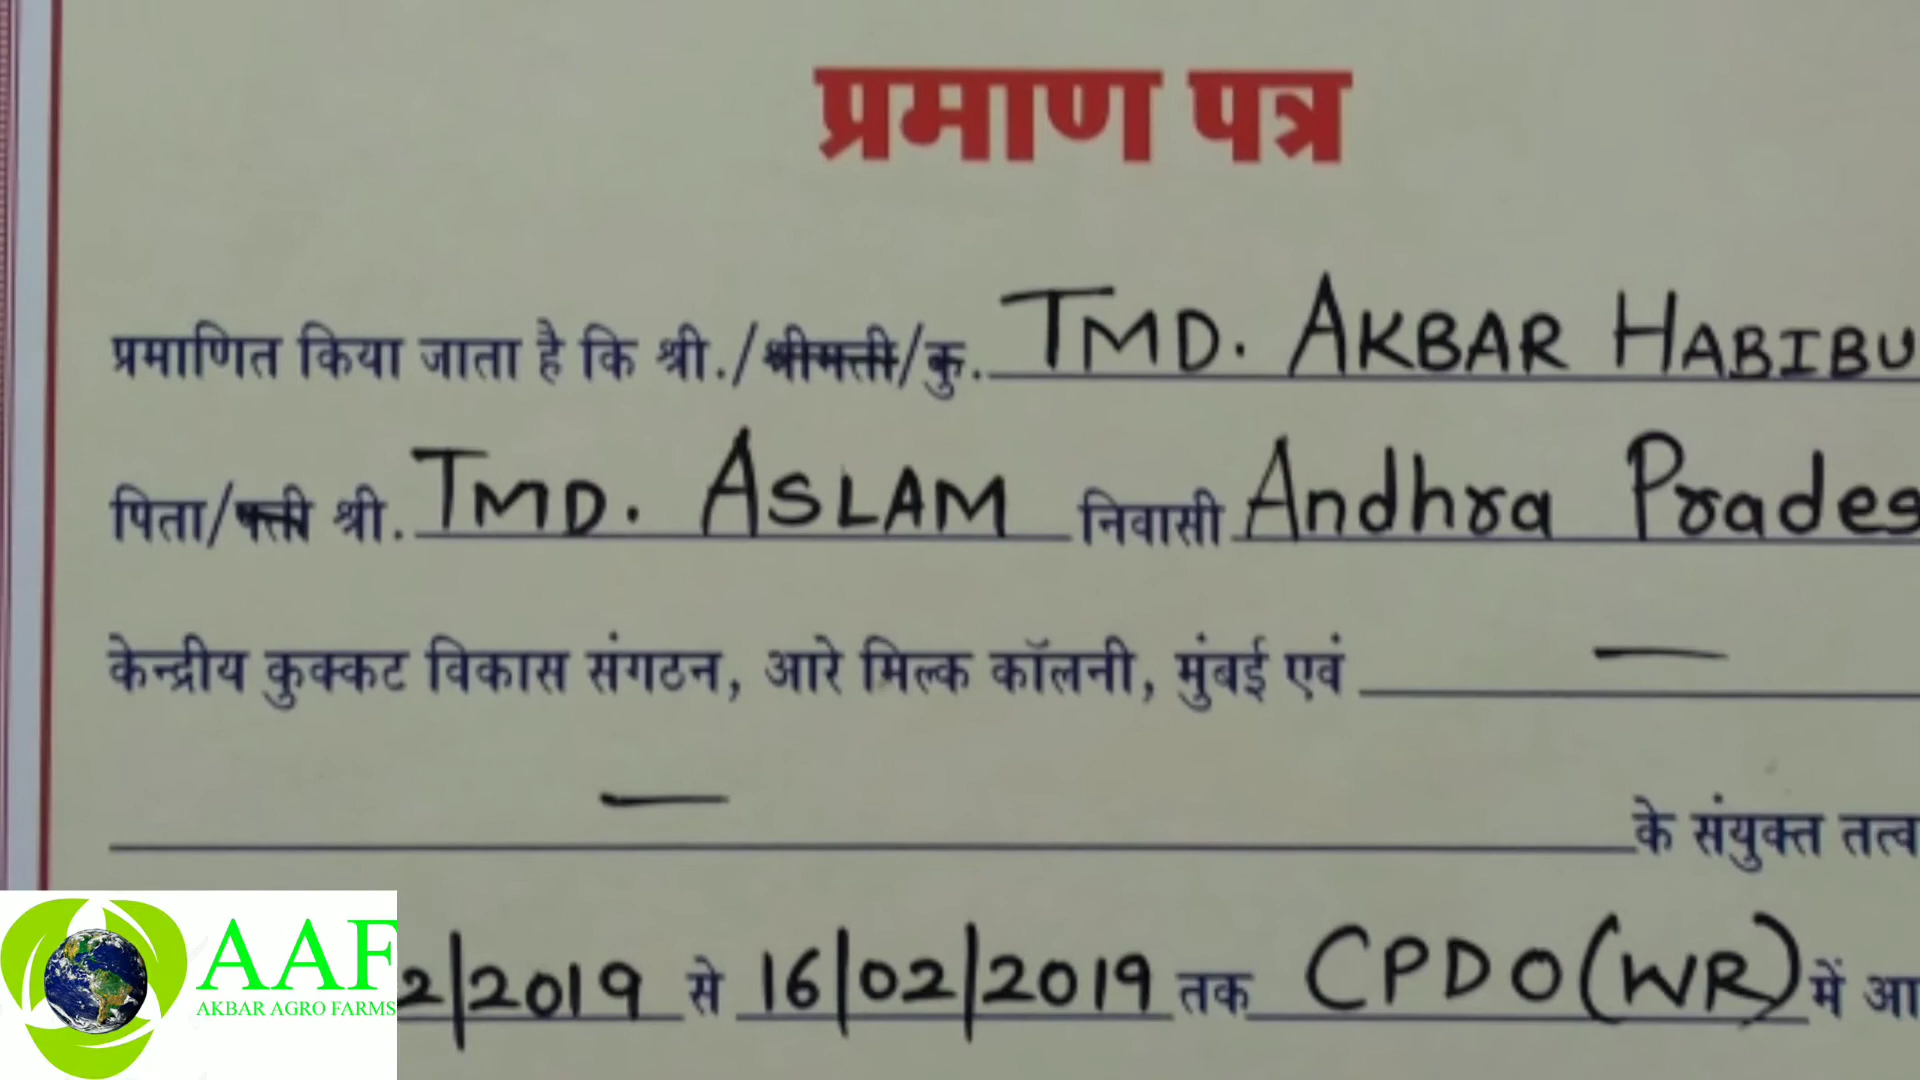 प्रमाण पत्र
प्रमाणित किया जाता है कि श्री./श्रीमती/कु. TMD. AKBAR HABIBU
पिता/पत्नी श्री. TMD. ASLAM निवासी Andhra Prades
केन्द्रीय कुक्कट विकास संगठन, आरे मिल्क कॉलनी, मुंबई एवं —
— के संयुक्त तत्व
2/2019 से 16/02/2019 तक CPDO(WR) में आ
AAF
AKBAR AGRO FARMS